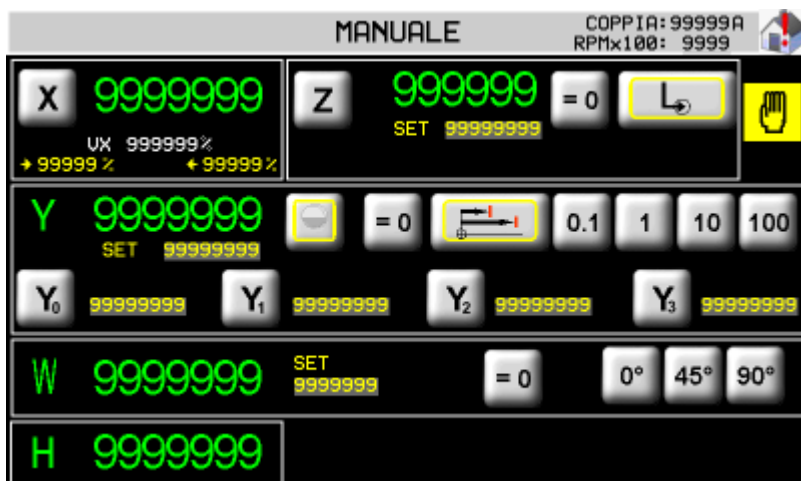 MANUALE
COPPIA:99999A
RPMx100: 9999
X 9999999
VX 999999%
→99999% ←99999%
Z 999999 = 0
SET 99999999
Y 9999999 = 0 0.1 1 10 100
SET 99999999
Y₀ 99999999 Y₁ 99999999 Y₂ 99999999 Y₃ 99999999
W 9999999 SET = 0 0° 45° 90°
9999999
H 9999999